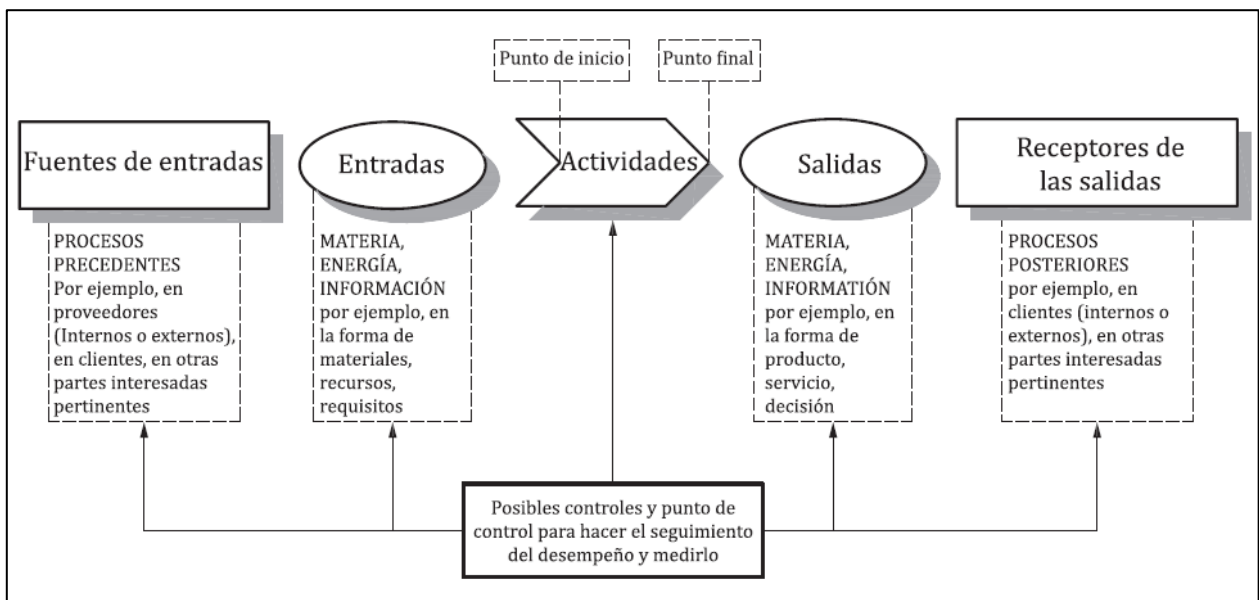 Punto de inicio
Punto final
Fuentes de entradas
Entradas
Actividades
Salidas
Receptores de
las salidas
PROCESOS
PRECEDENTES
Por ejemplo, en
proveedores
(Internos o externos),
en clientes, en otras
partes interesadas
pertinentes
MATERIA,
ENERGÍA,
INFORMACIÓN
por ejemplo, en
la forma de
materiales,
recursos,
requisitos
MATERIA,
ENERGÍA,
INFORMATIÓN
por ejemplo, en
la forma de
producto,
servicio,
decisión
PROCESOS
POSTERIORES
por ejemplo, en
clientes (internos o
externos), en otras
partes interesadas
pertinentes
Posibles controles y punto de
control para hacer el seguimiento
del desempeño y medirlo